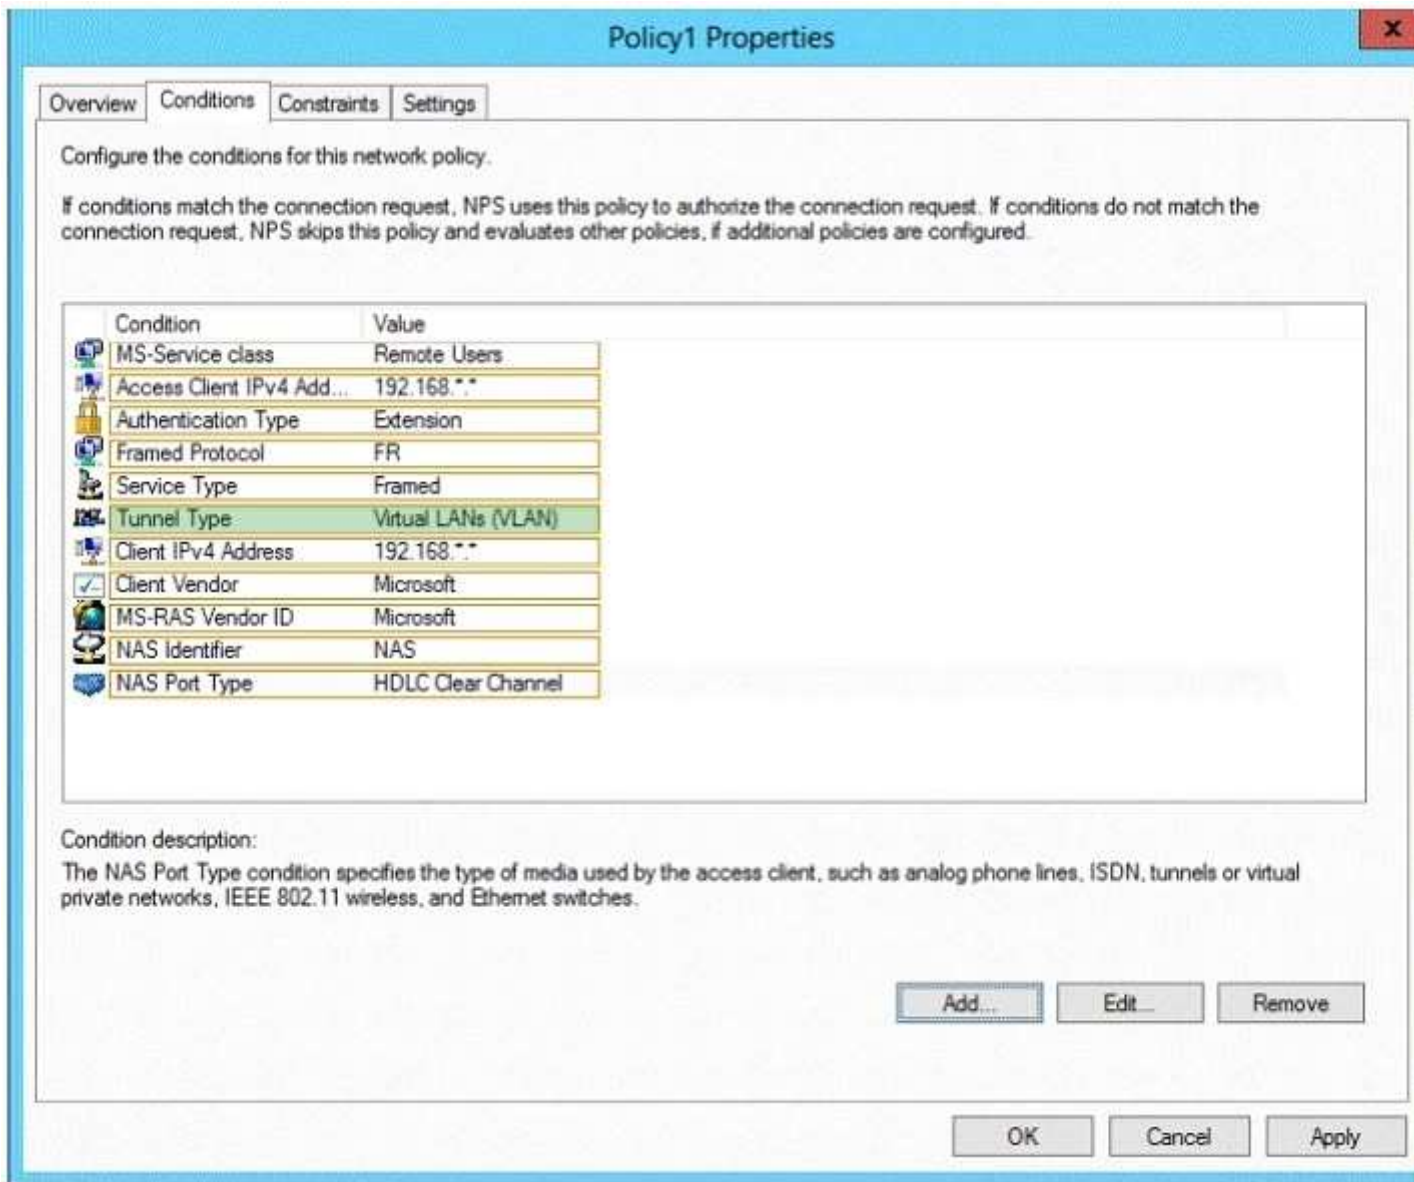 Policy1 Properties
x
Overview Conditions Constraints Settings
Configure the conditions for this network policy.
If conditions match the connection request, NPS uses this policy to authorize the connection request. If conditions do not match the
connection request, NPS skips this policy and evaluates other policies, if additional policies are configured.
Condition Value
MS-Service class Remote Users
Access Client IPv4 Add... 192.168.*.*
Authentication Type Extension
Framed Protocol FR
Service Type Framed
Tunnel Type Virtual LANs (VLAN)
Client IPv4 Address 192.168.*.*
Client Vendor Microsoft
MS-RAS Vendor ID Microsoft
NAS Identifier NAS
NAS Port Type HDLC Clear Channel
Condition description:
The NAS Port Type condition specifies the type of media used by the access client, such as analog phone lines, ISDN, tunnels or virtual
private networks, IEEE 802.11 wireless, and Ethernet switches.
Add... Edit... Remove
OK Cancel Apply